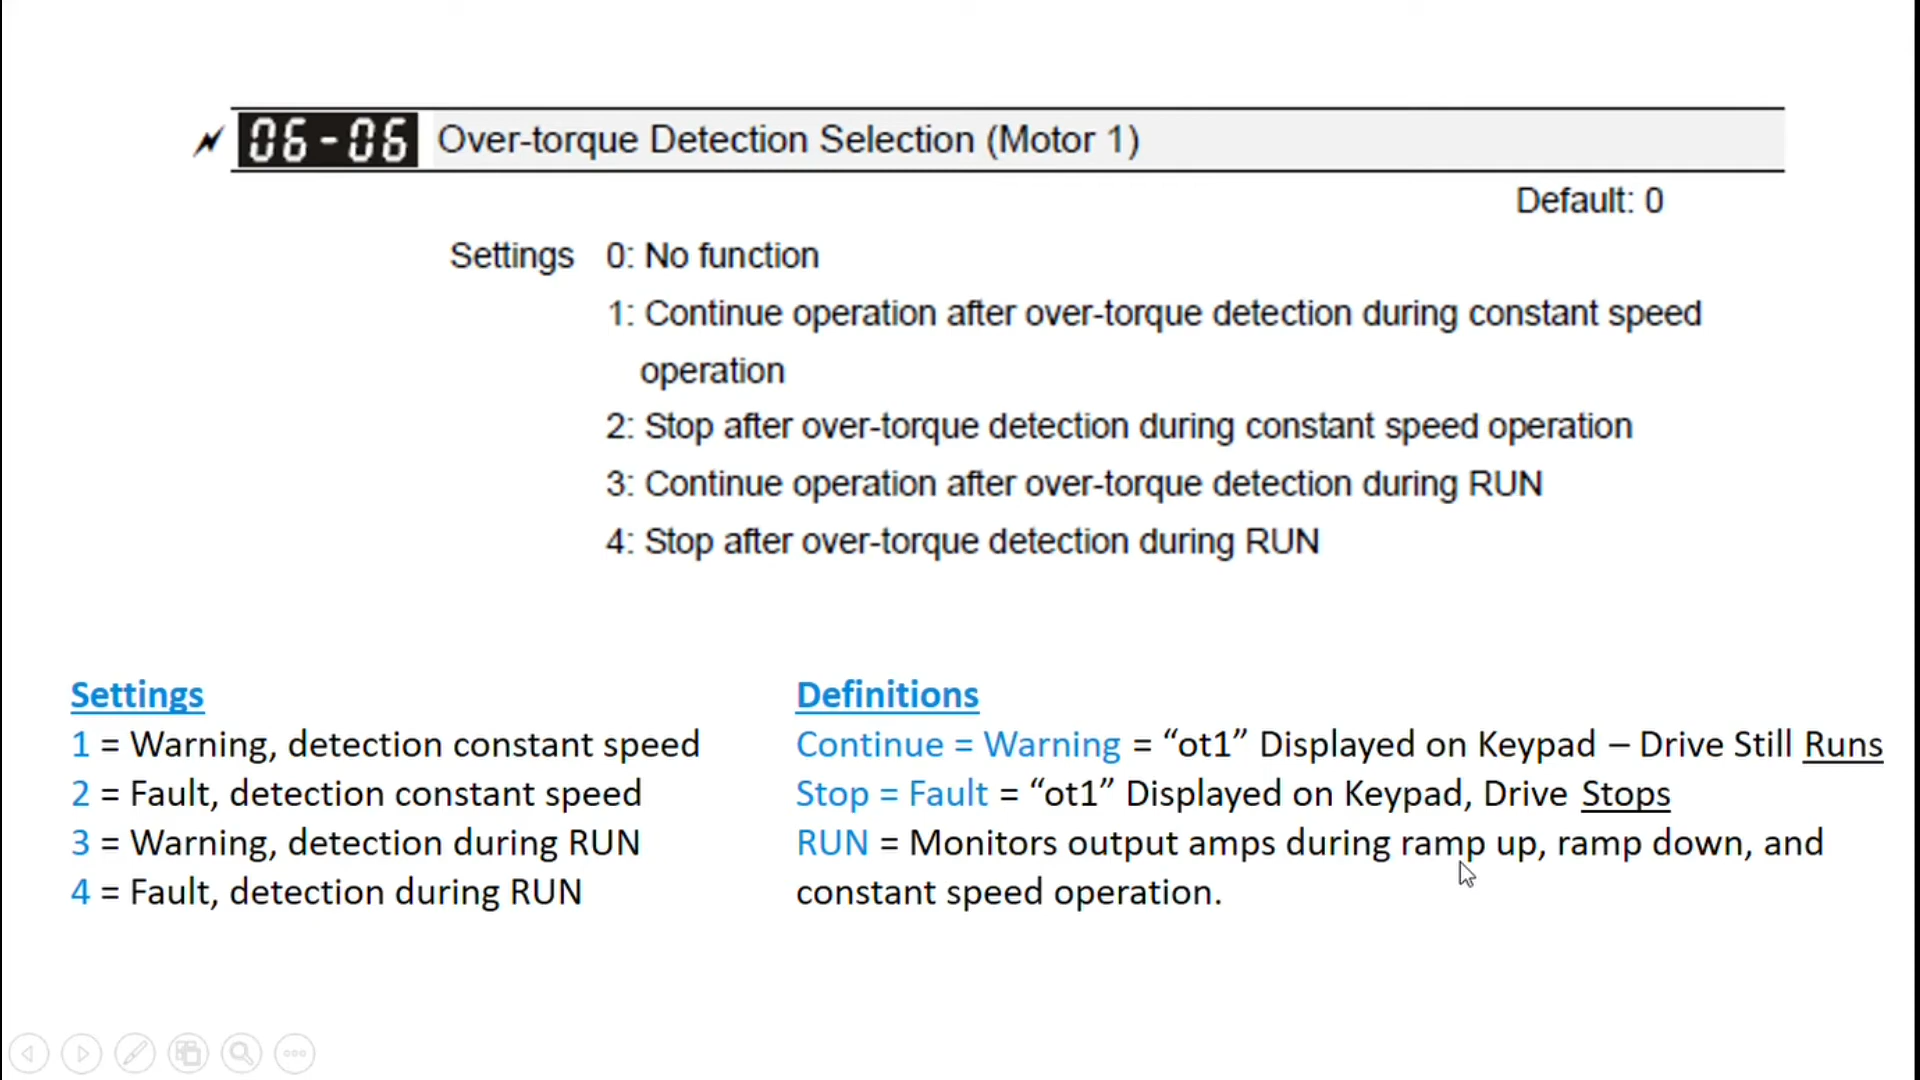 06-06 Over-torque Detection Selection (Motor 1)
Default: 0
Settings 0: No function
1: Continue operation after over-torque detection during constant speed
operation
2: Stop after over-torque detection during constant speed operation
3: Continue operation after over-torque detection during RUN
4: Stop after over-torque detection during RUN
Settings
1 = Warning, detection constant speed
2 = Fault, detection constant speed
3 = Warning, detection during RUN
4 = Fault, detection during RUN
Definitions
Continue = Warning = “ot1” Displayed on Keypad – Drive Still Runs
Stop = Fault = “ot1” Displayed on Keypad, Drive Stops
RUN = Monitors output amps during ramp up, ramp down, and
constant speed operation.